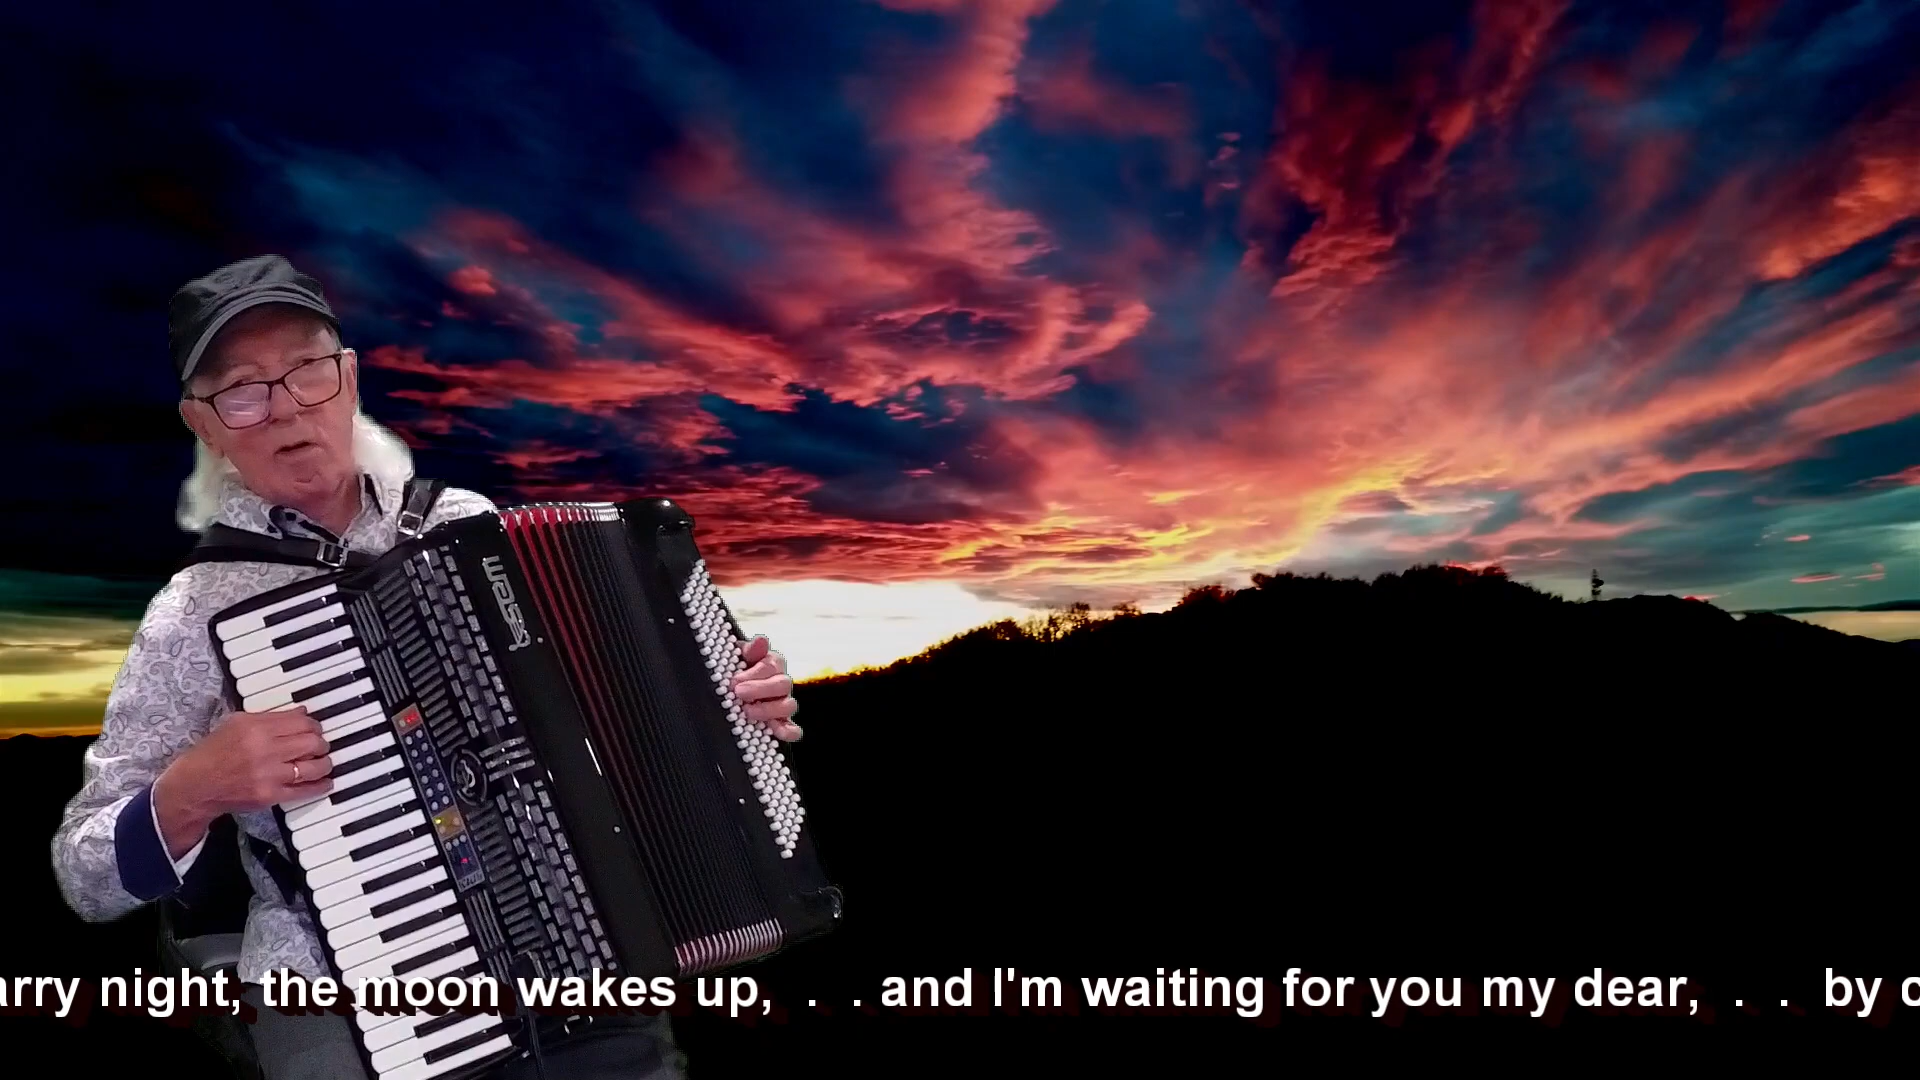 arry night, the moon wakes up, . . and I'm waiting for you my dear, . . by